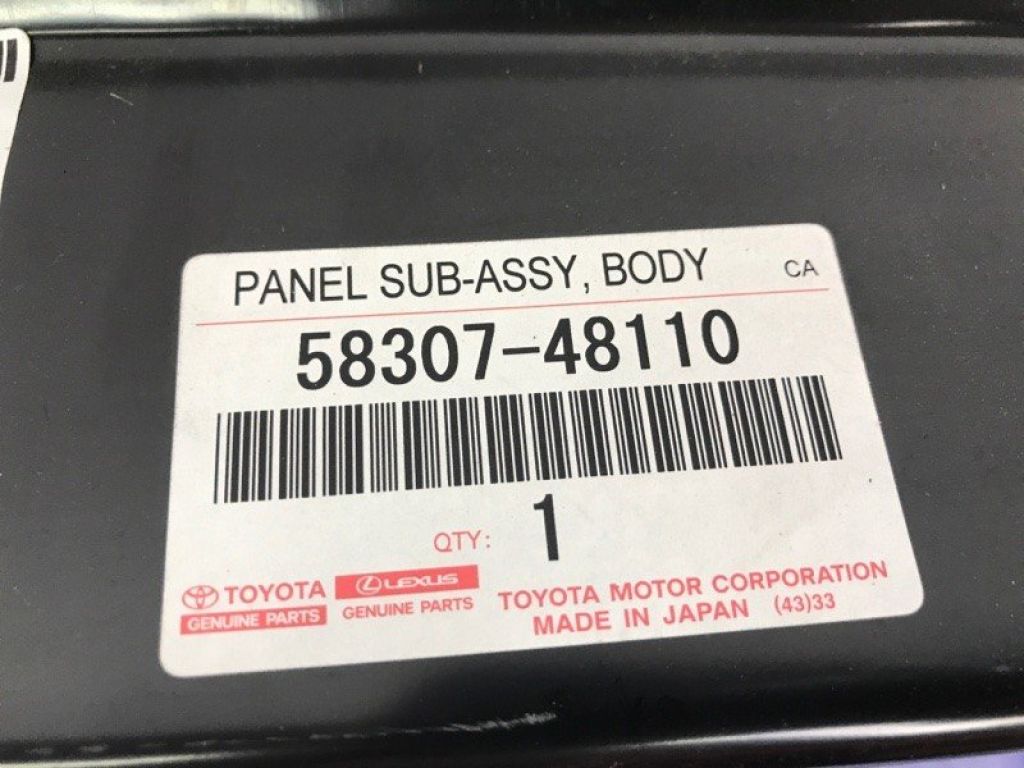 PANEL SUB-ASSY, BODY CA
58307-48110
QTY: 1
TOYOTA
GENUINE PARTS
LEXUS
GENUINE PARTS
TOYOTA MOTOR CORPORATION
MADE IN JAPAN (43)33